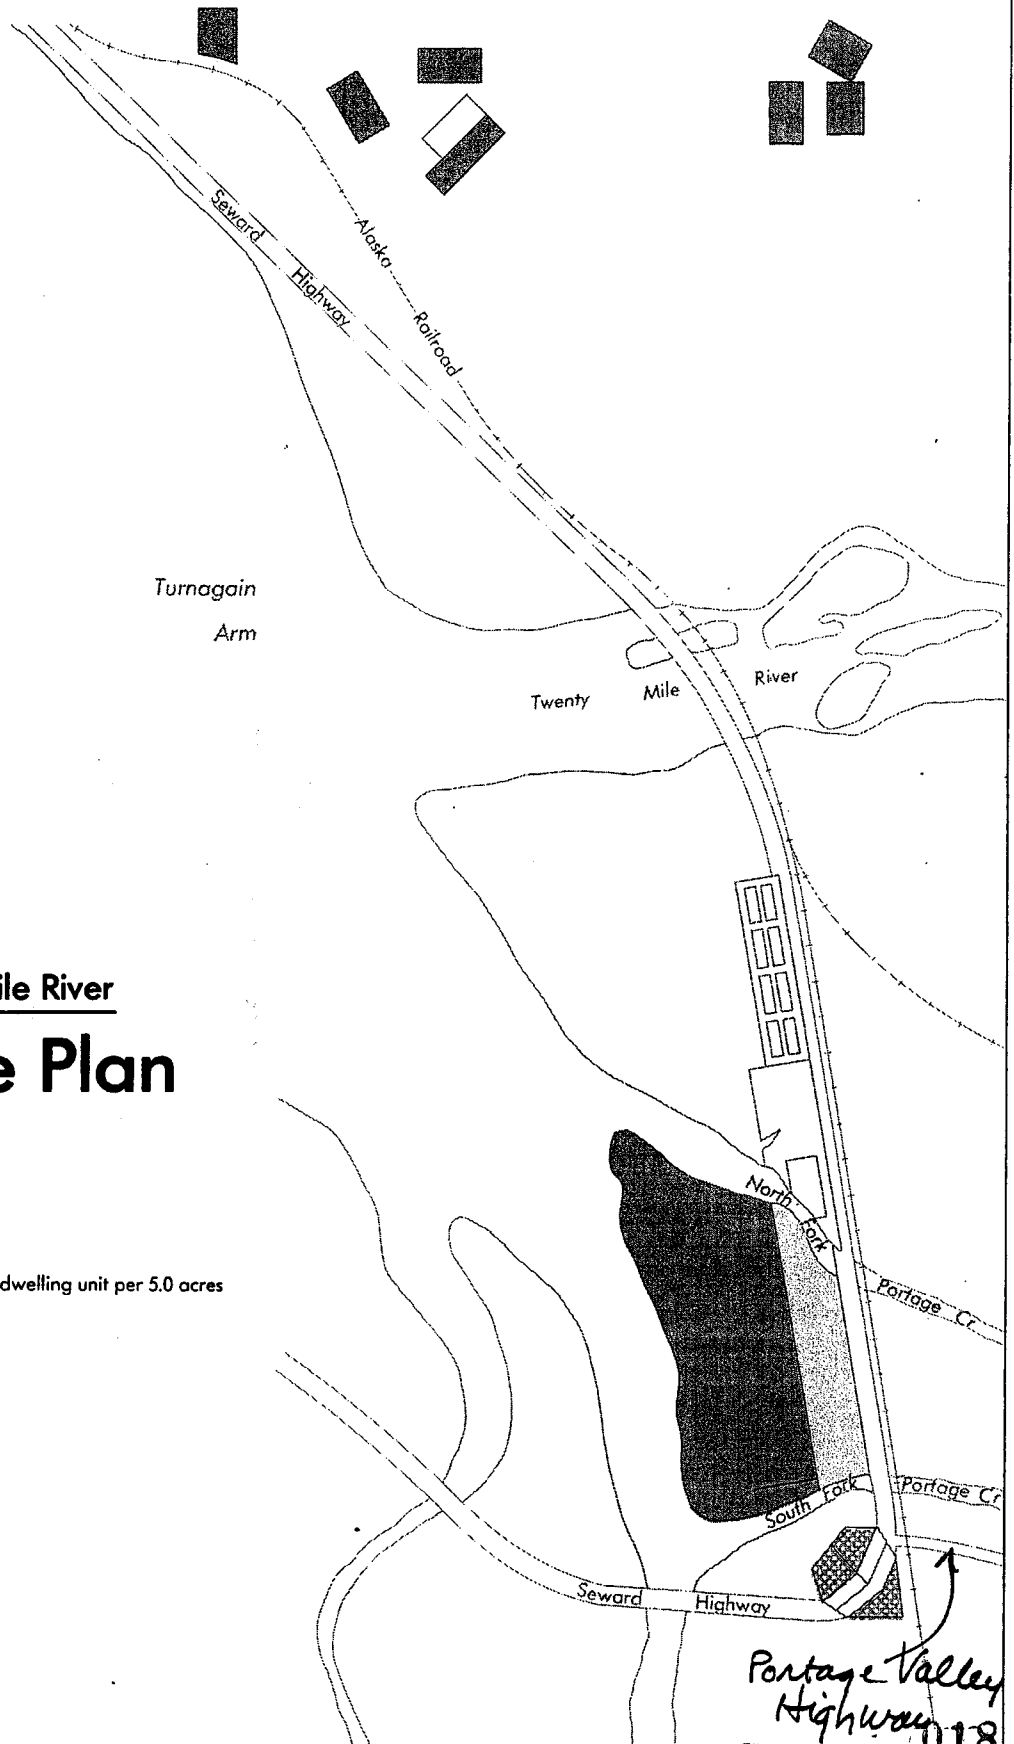 Seward
Highway
Alaska
Railroad
Turnagain
Arm
Twenty Mile River
ile River
e Plan
North Fork
Portage Cr
dwelling unit per 5.0 acres
South Fork
Portage Cr
Seward Highway
Portage Valley
Highway
018